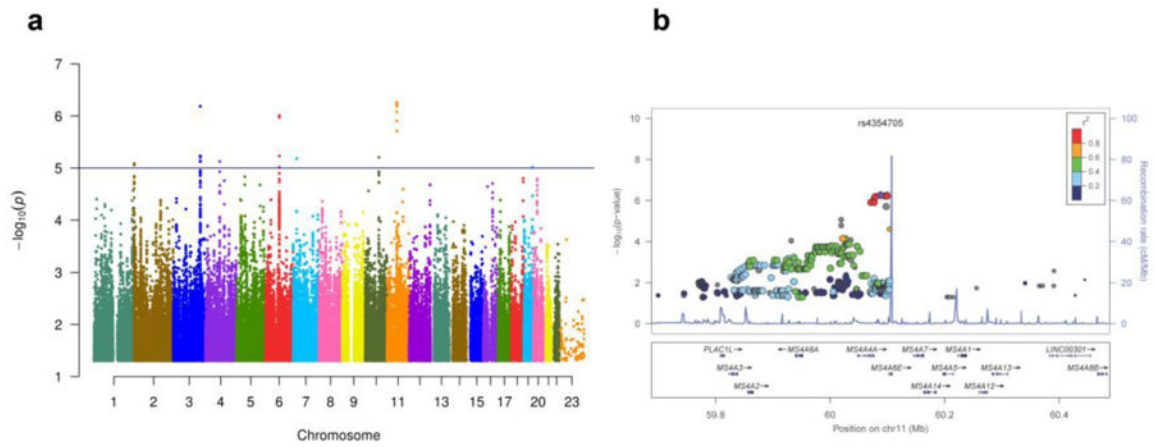 a
b
7
6
5
4
3
2
1
−log10(p)
1 2 3 4 5 6 7 8 9 11 13 15 17 20 23
Chromosome
10
8
6
4
2
0
−log10(p−value)
rs4354705
r2
0.8
0.6
0.4
0.2
100
80
60
40
20
0
Recombination rate (cM/Mb)
PLAC1L→ ←MS4A6A MS4A4A→ MS4A7→ MS4A1→ LINC00301→
MS4A3→ MS4A6E→ MS4A5→ MS4A13→ MS4A8B→
MS4A2→ MS4A14→ MS4A12→
59.8 60 60.2 60.4
Position on chr11 (Mb)